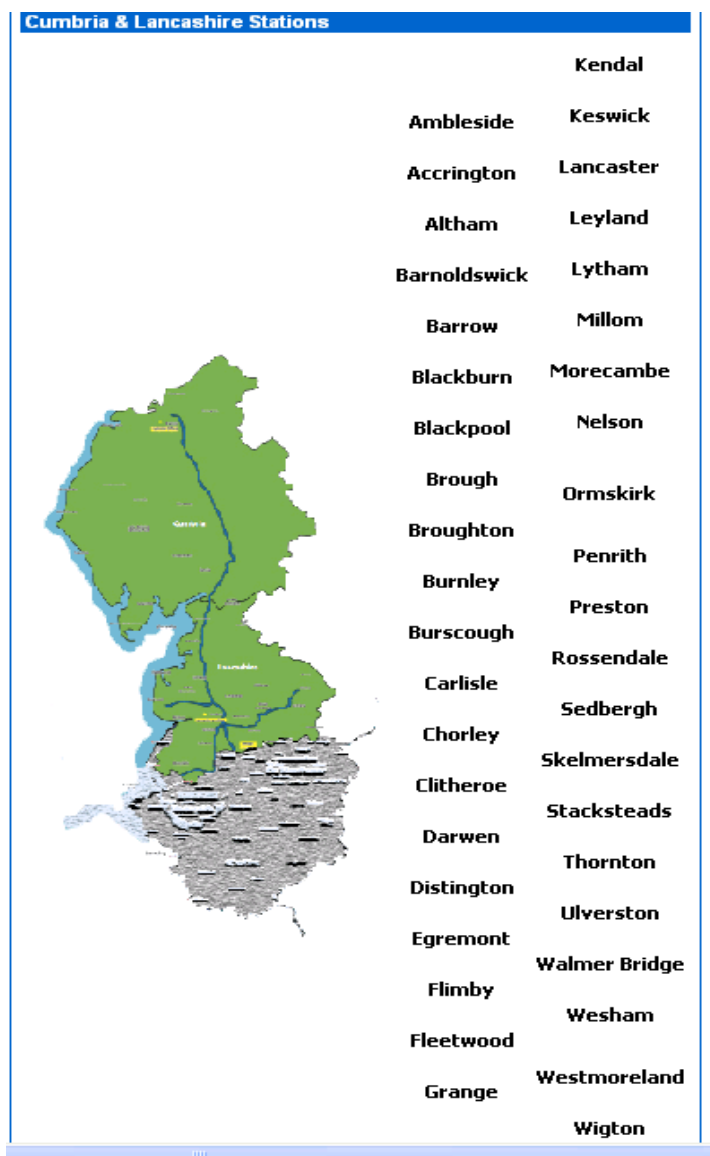 Cumbria & Lancashire Stations
Ambleside
Accrington
Altham
Barnoldswick
Barrow
Blackburn
Blackpool
Brough
Broughton
Burnley
Burscough
Carlisle
Chorley
Clitheroe
Darwen
Distington
Egremont
Flimby
Fleetwood
Grange
Kendal
Keswick
Lancaster
Leyland
Lytham
Millom
Morecambe
Nelson
Ormskirk
Penrith
Preston
Rossendale
Sedbergh
Skelmersdale
Stacksteads
Thornton
Ulverston
Walmer Bridge
Wesham
Westmoreland
Wigton